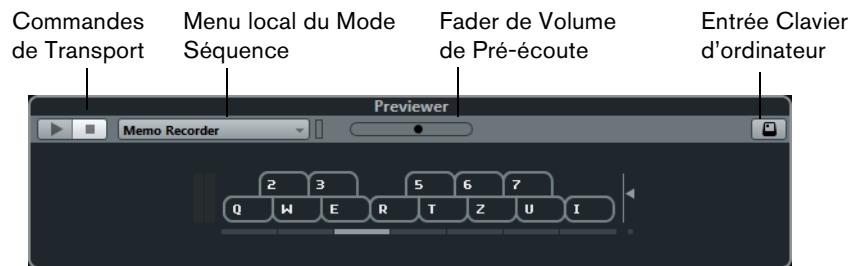 Commandes de Transport
Menu local du Mode Séquence
Fader de Volume de Pré-écoute
Entrée Clavier d'ordinateur
Previewer
Memo Recorder
2 3 5 6 7
Q W E R T Z U I